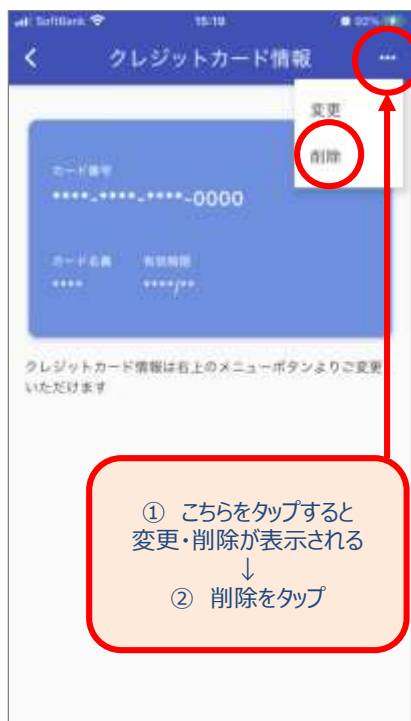 SoftBank 15:18
クレジットカード情報
変更
削除
カード番号
****-****-****-0000
カード名義 有効期限
**** ****/**
クレジットカード情報は右上のメニューボタンよりご変更
いただけます
① こちらをタップすると
変更・削除が表示される
↓
② 削除をタップ